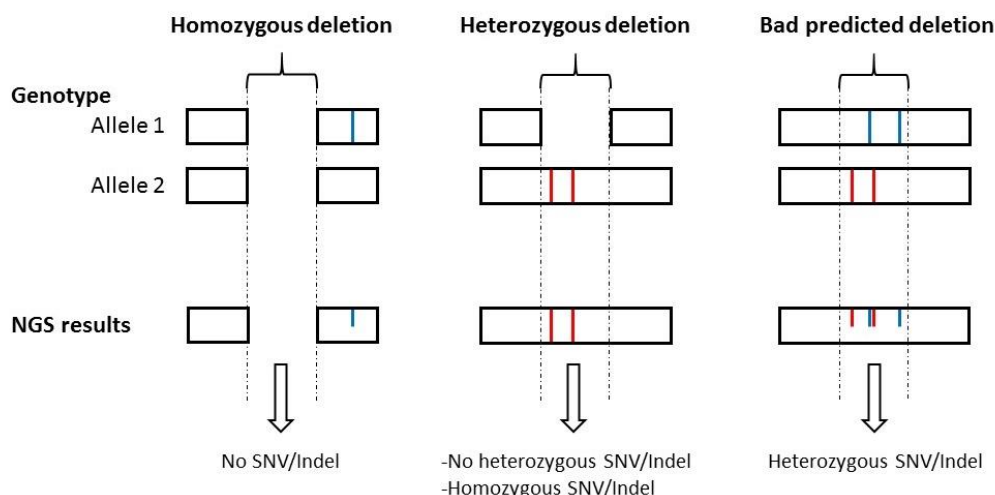 Homozygous deletion Heterozygous deletion Bad predicted deletion
Genotype
Allele 1
Allele 2
NGS results
No SNV/Indel -No heterozygous SNV/Indel Heterozygous SNV/Indel
-Homozygous SNV/Indel